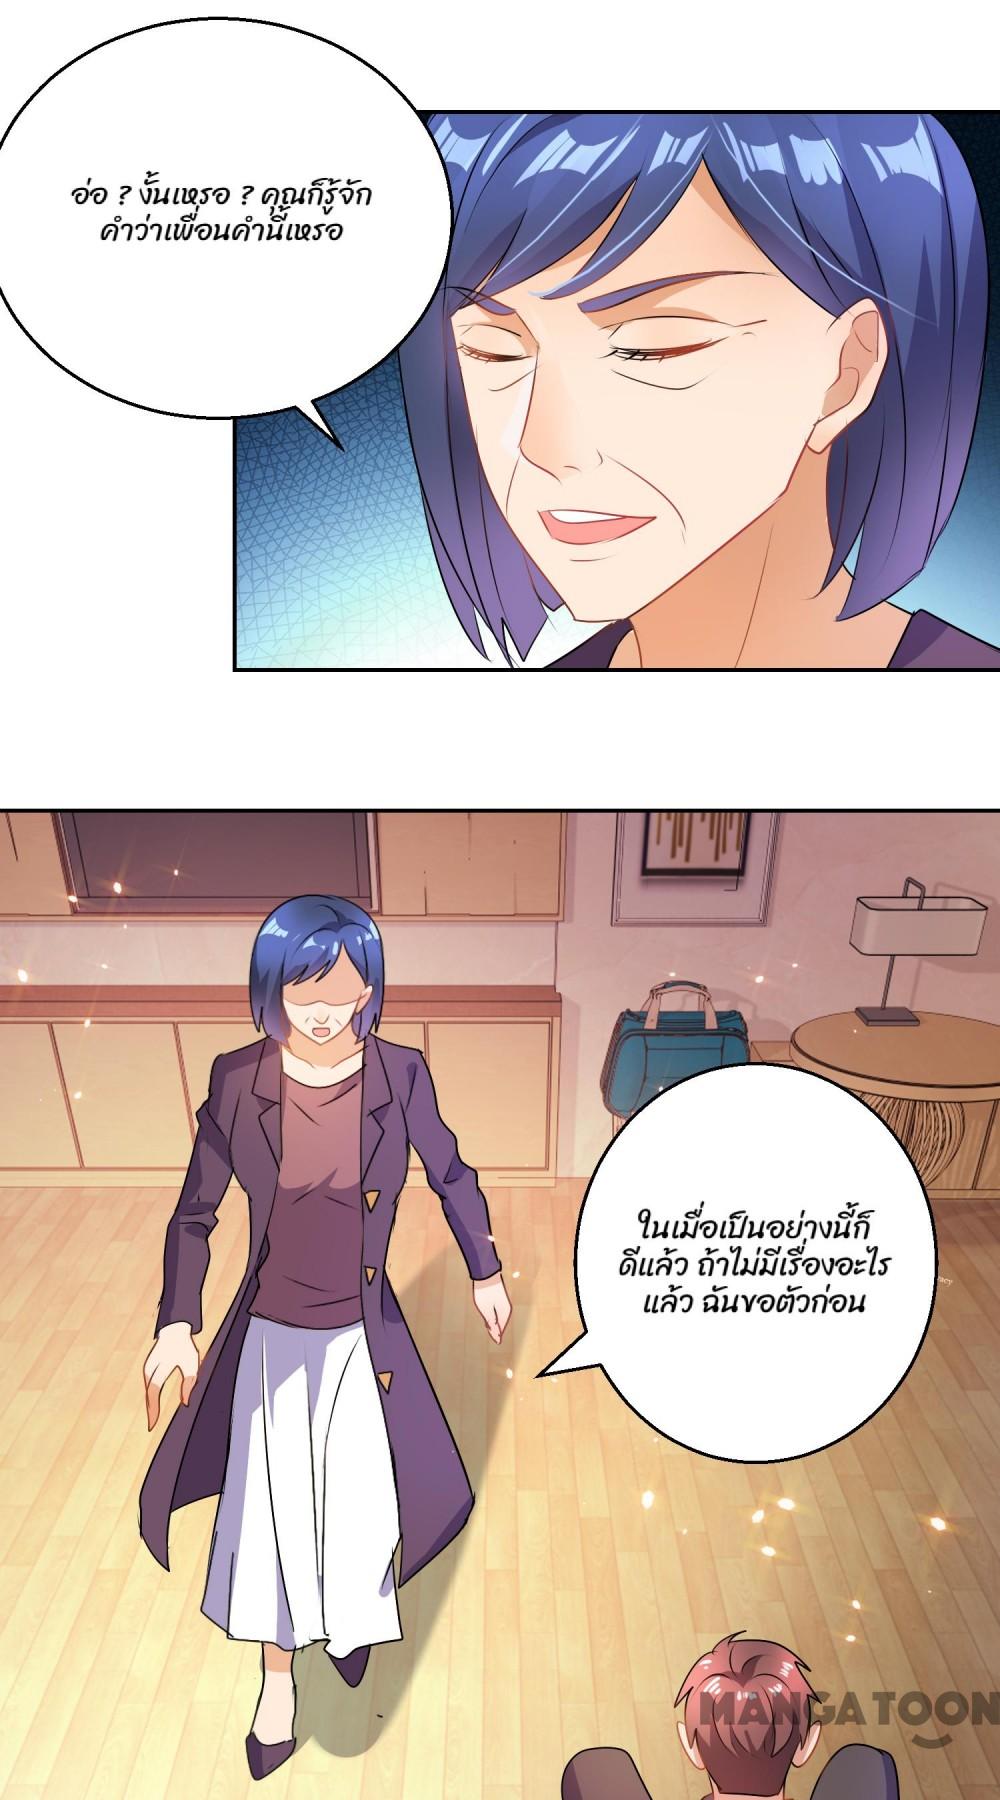 อ่อ ? งั้นเหรอ ? คุณก็รู้จัก
คำว่าเพื่อนคำนี้เหรอ
ในเมื่อเป็นอย่างนี้ก็
ดีแล้ว ถ้าไม่มีเรื่องอะไร
แล้ว ฉันขอตัวก่อน
MANGA TOON